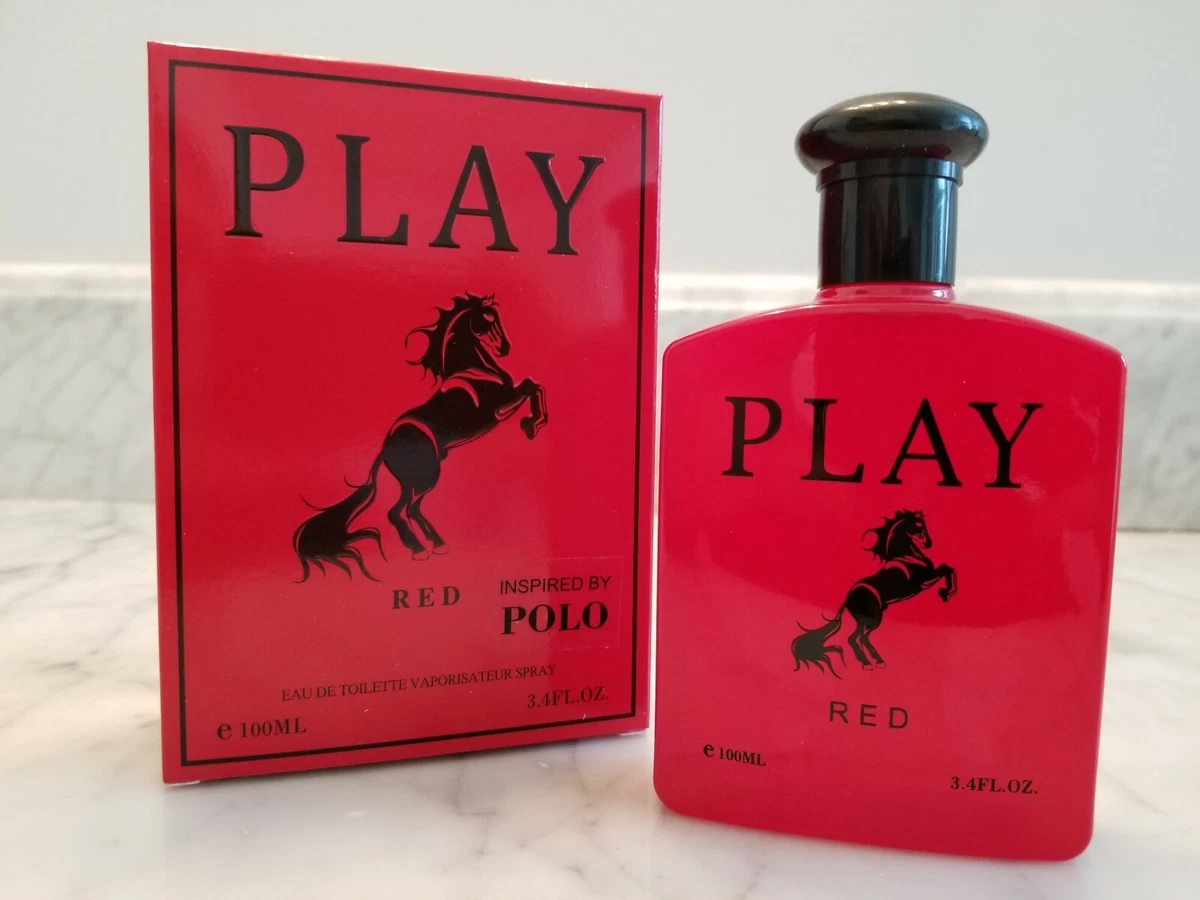 PLAY
RED
INSPIRED BY
POLO
EAU DE TOILETTE VAPORISATEUR SPRAY
e 100ML
3.4FL.OZ.
PLAY
RED
e 100ML
3.4FL.OZ.